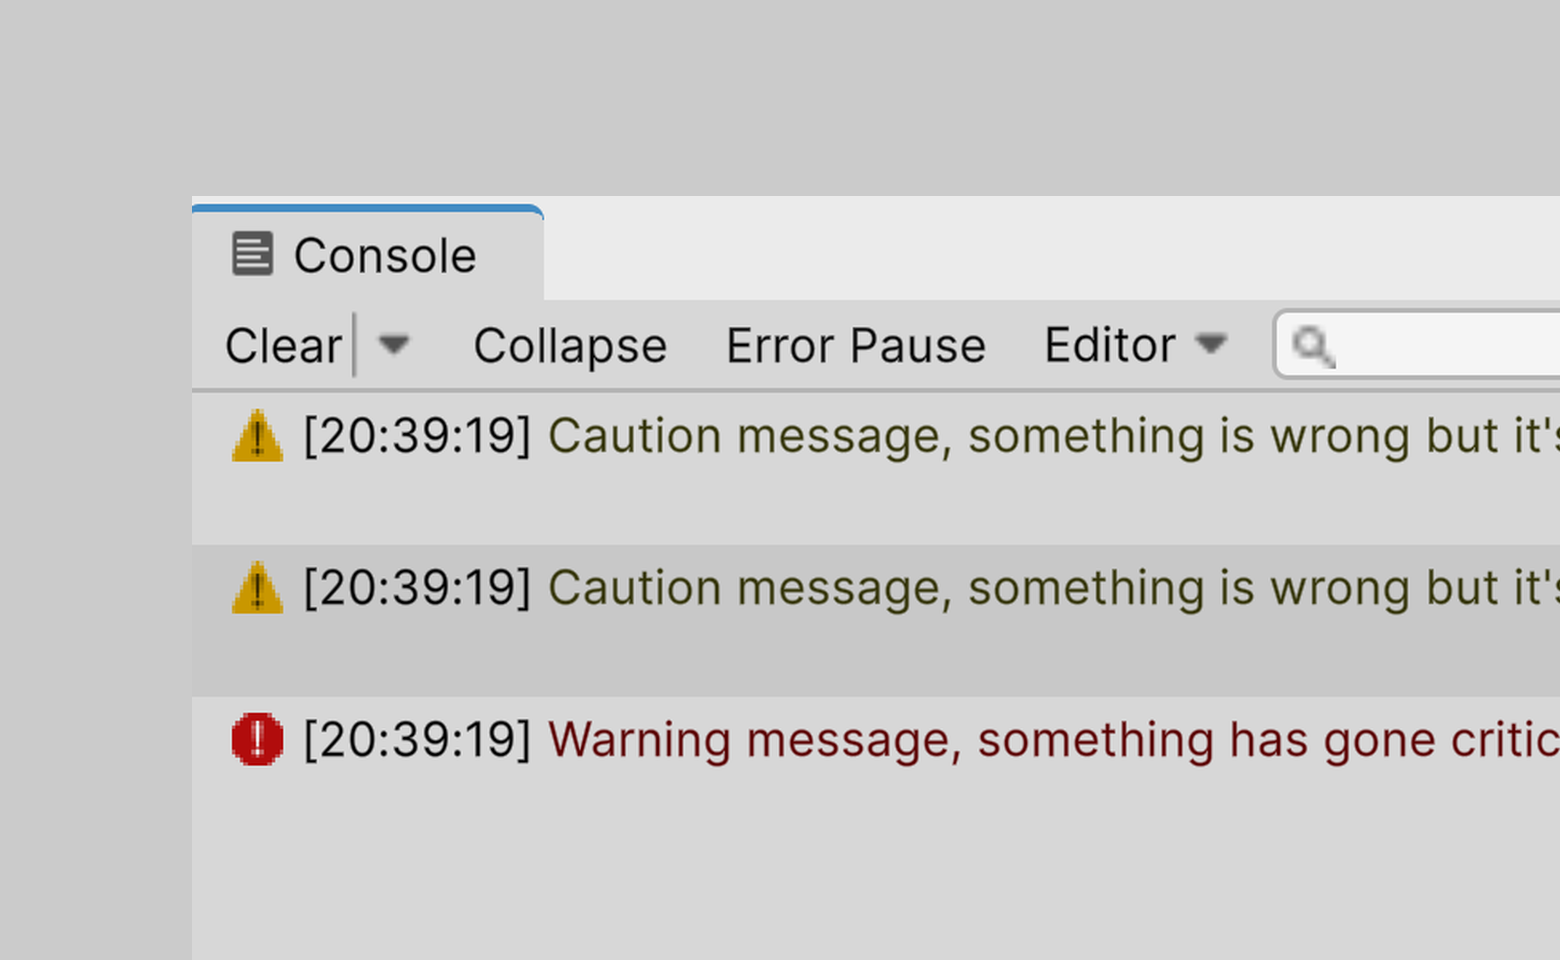 Console
Clear Collapse Error Pause Editor
[20:39:19] Caution message, something is wrong but it's
[20:39:19] Caution message, something is wrong but it's
[20:39:19] Warning message, something has gone critic